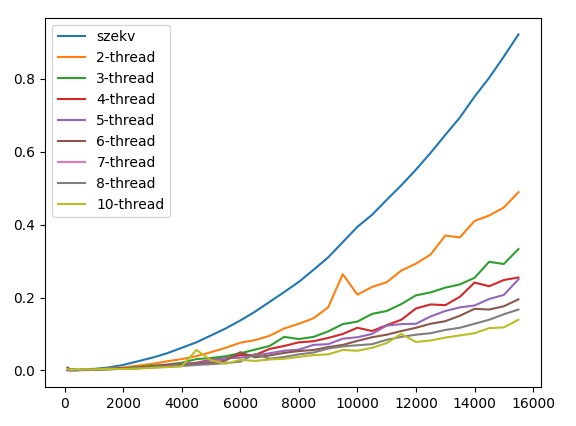 szekv
2-thread
3-thread
4-thread
5-thread
6-thread
7-thread
8-thread
10-thread
0.8
0.6
0.4
0.2
0.0
0 2000 4000 6000 8000 10000 12000 14000 16000